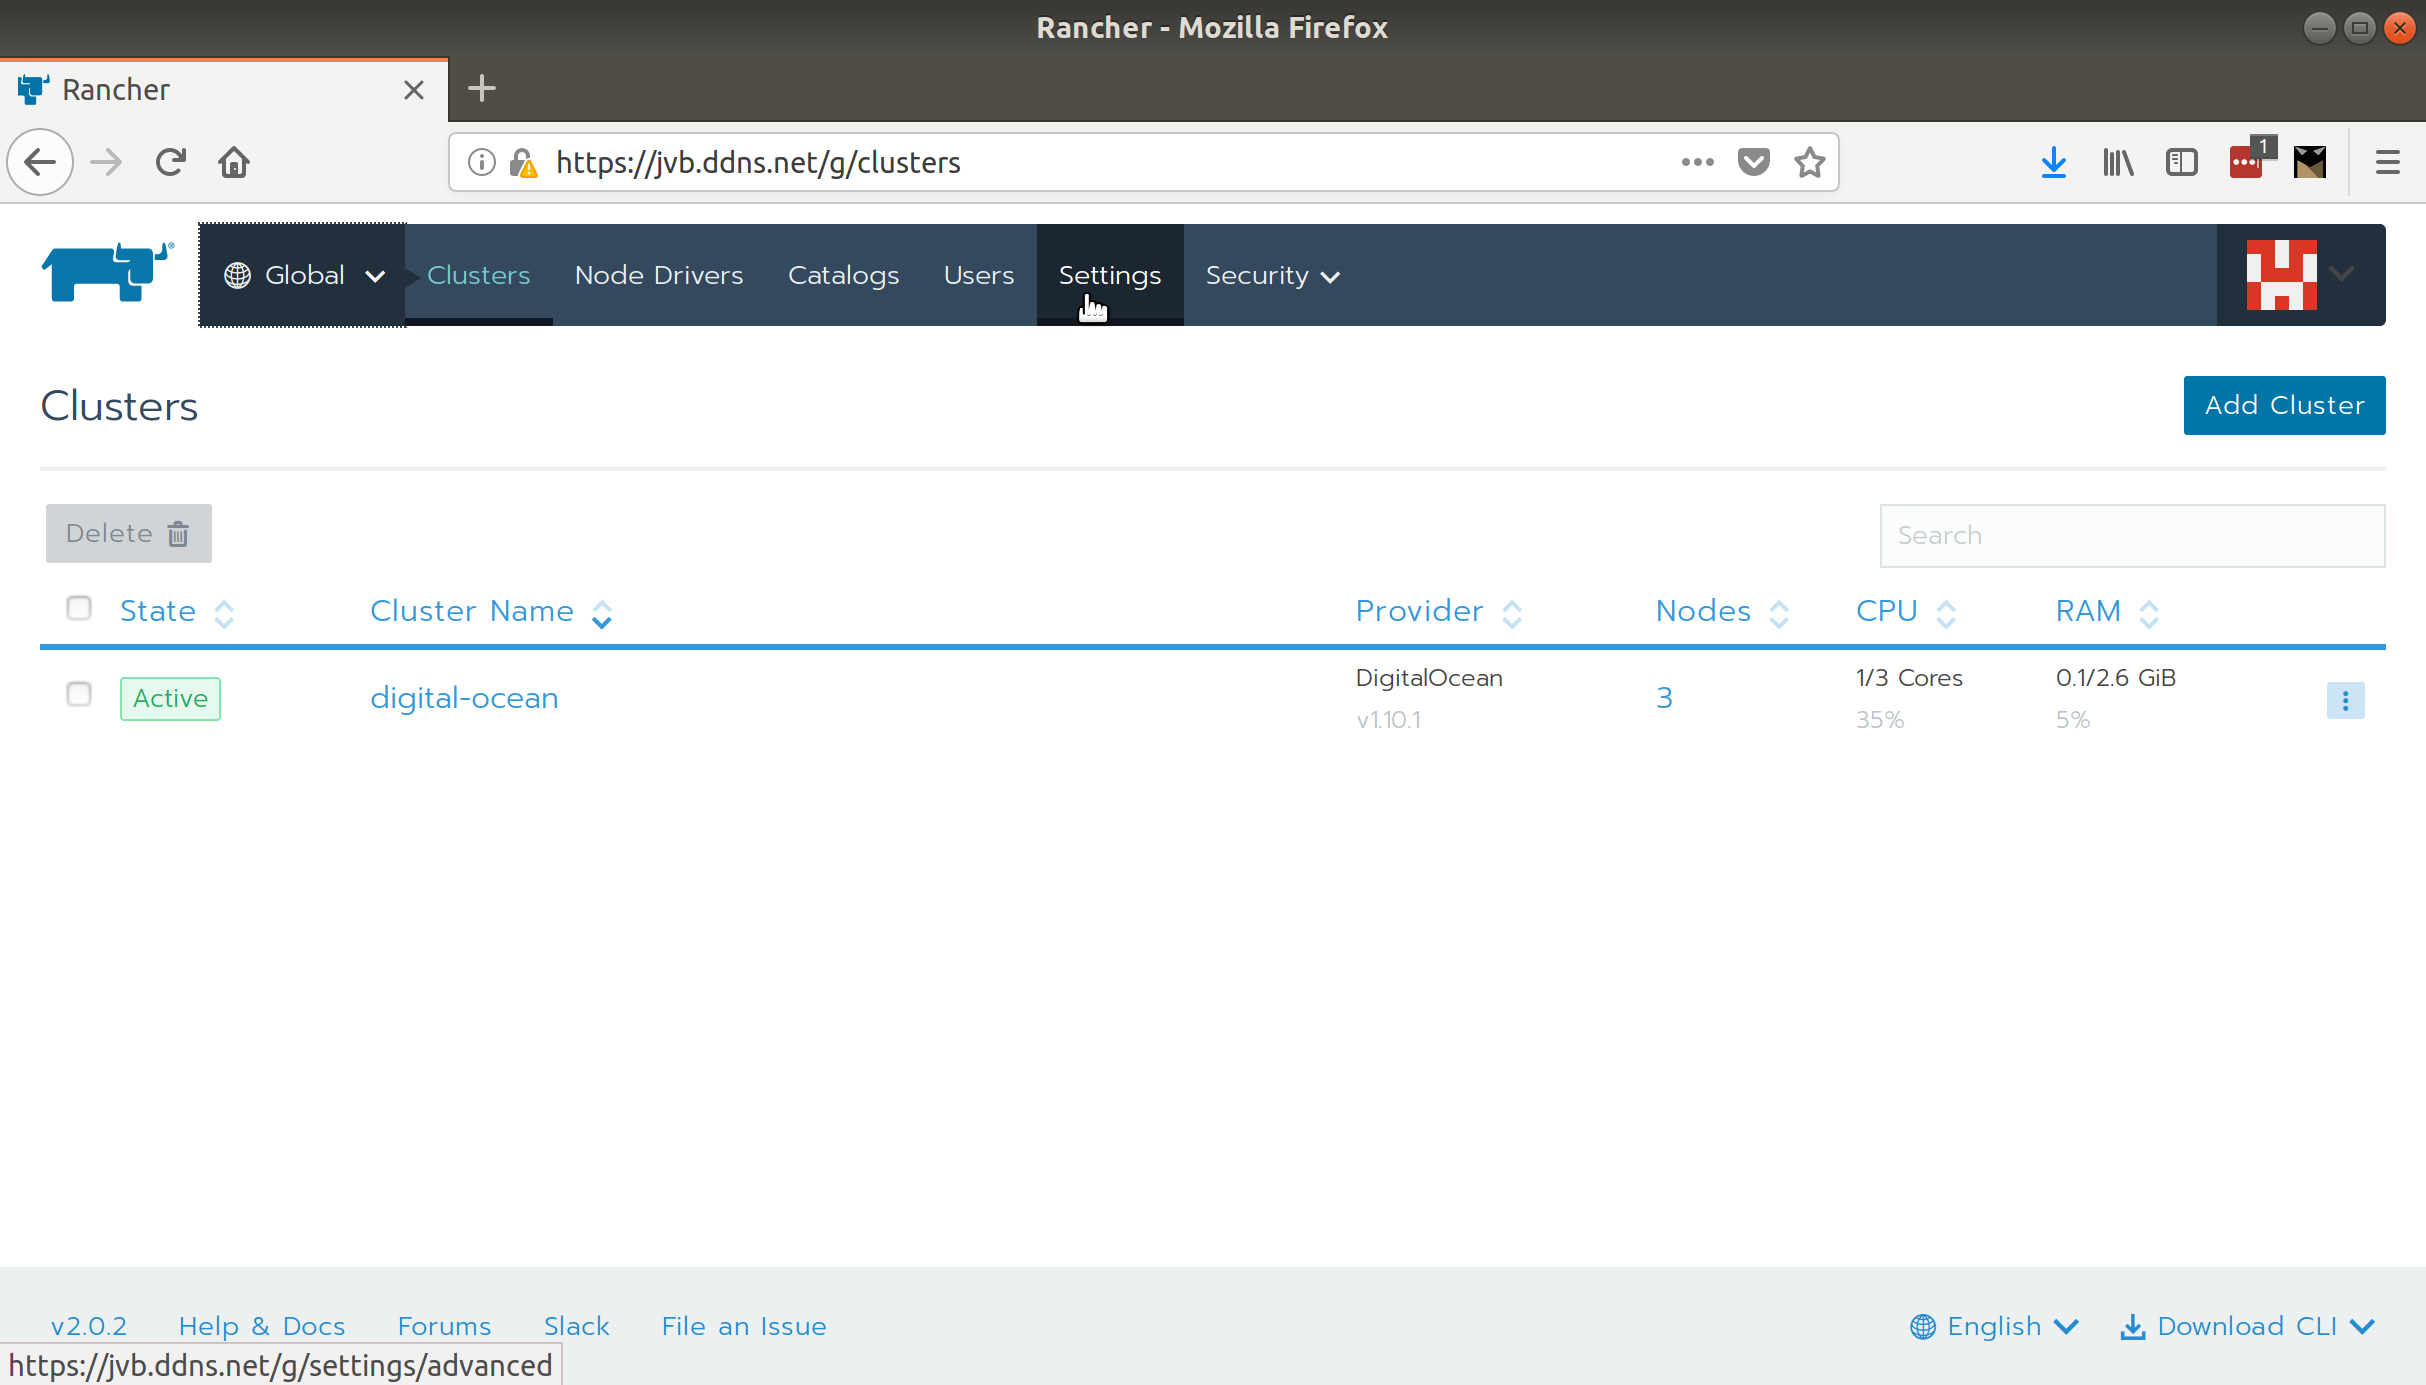 Rancher - Mozilla Firefox
Rancher
https://jvb.ddns.net/g/clusters
1
Global Clusters Node Drivers Catalogs Users Settings Security
Clusters
Add Cluster
Delete
Search
State Cluster Name Provider Nodes CPU RAM
Active digital-ocean DigitalOcean 3 1/3 Cores 0.1/2.6 GiB
v1.10.1 35% 5%
v2.0.2 Help & Docs Forums Slack File an Issue English Download CLI
https://jvb.ddns.net/g/settings/advanced